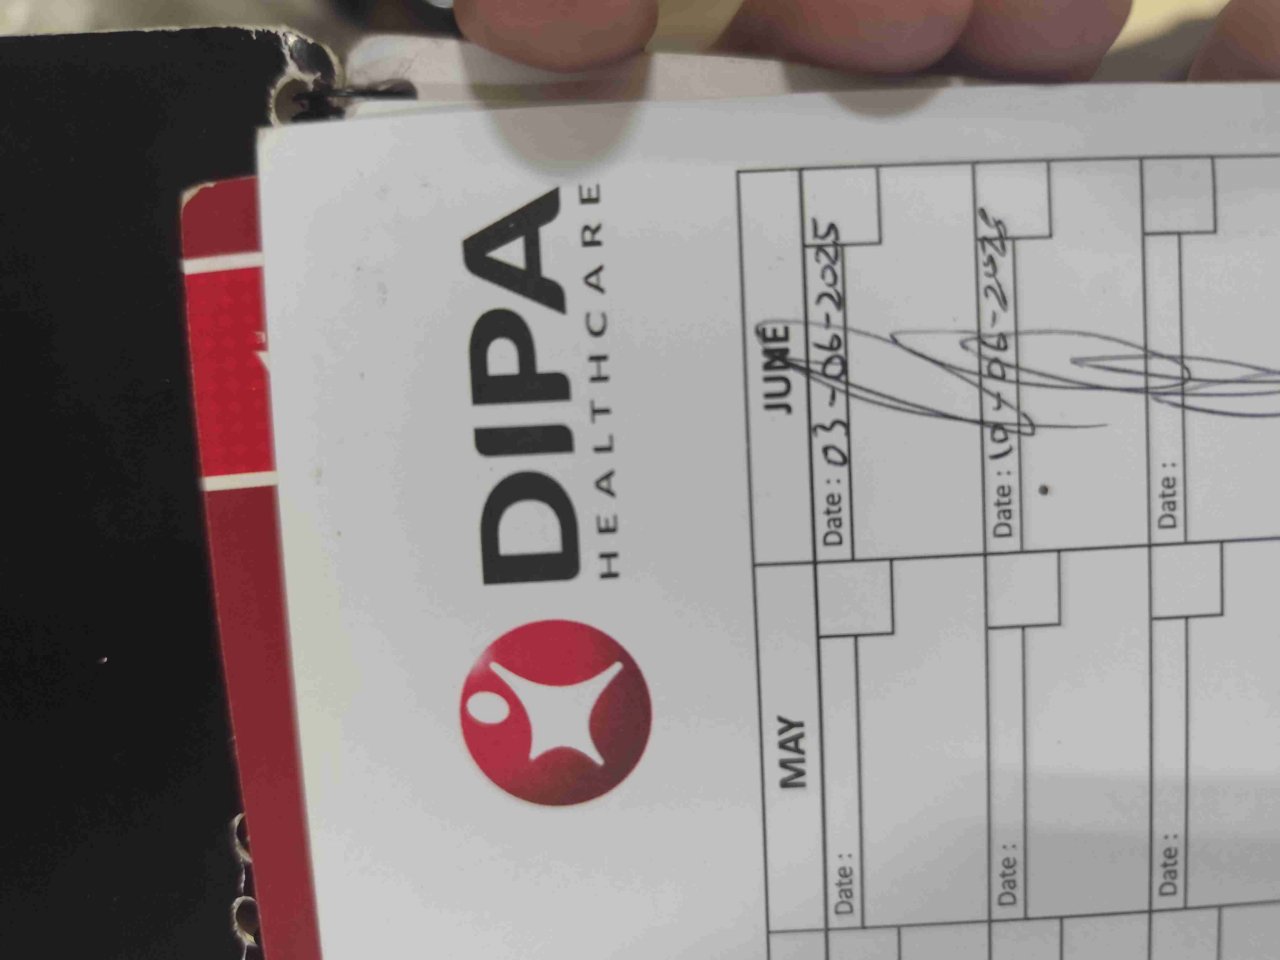 DIPA
HEALTHCARE
MAY
JUNE
Date :
Date : 03-06-2025
Date :
Date : 10-06-2025
Date :
Date :